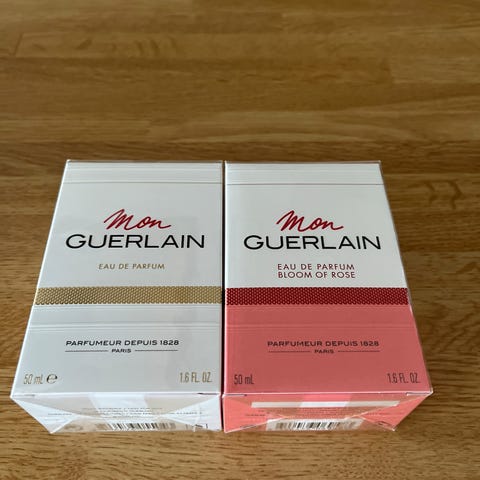 Mon
GUERLAIN
EAU DE PARFUM
PARFUMEUR DEPUIS 1828
PARIS
50 mL e 1.6 FL. OZ.
Mon
GUERLAIN
EAU DE PARFUM
BLOOM OF ROSE
PARFUMEUR DEPUIS 1828
PARIS
50 mL 1.6 FL. OZ.